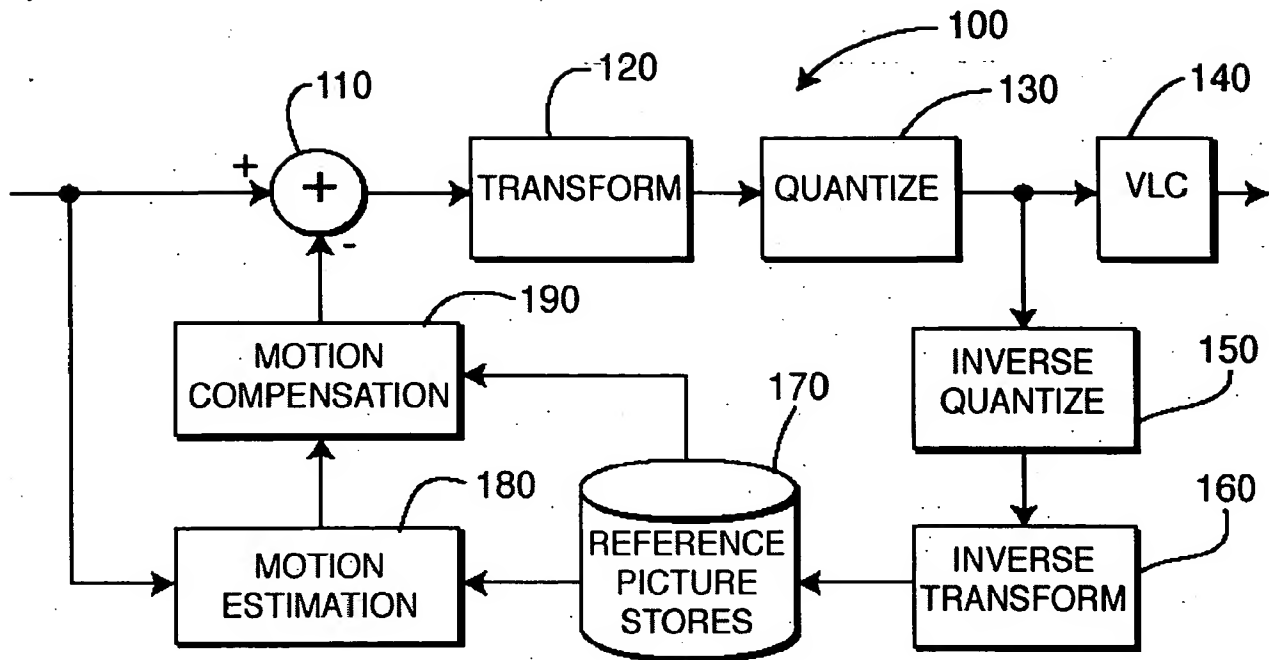 100
110
120
130
140
+
+
-
TRANSFORM
QUANTIZE
VLC
190
MOTION
COMPENSATION
170
INVERSE
QUANTIZE
150
180
MOTION
ESTIMATION
REFERENCE
PICTURE
STORES
160
INVERSE
TRANSFORM